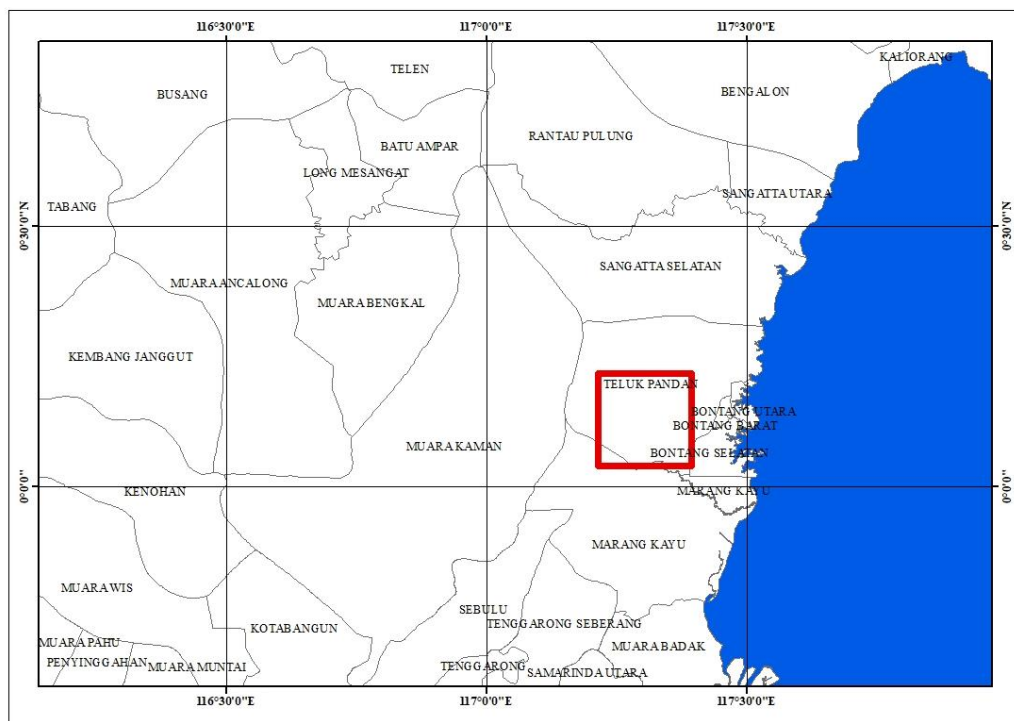 116°30'0"E
117°0'0"E
117°30'0"E
KALIORANG
TELEN
BUSANG
BENGALON
RANTAU PULUNG
BATU AMPAR
LONG MESANGAT
SANGATTA UTARA
TABANG
0°30'0"N
0°30'0"N
SANGATTA SELATAN
MUARA ANCALONG
MUARA BENGKAL
KEMBANG JANGGUT
TELUK PANDAN
BONTANG UTARA
BONTANG BARAT
MUARA KAMAN
BONTANG SELATAN
KENOHAN
MARANG KAYU
0°0'0"
0°0'0"
MARANG KAYU
MUARA WIS
SEBULU
TENGGARONG SEBERANG
KOTABANGUN
MUARA PAHU
MUARA BADAK
PENYINGGAHAN
MUARA MUNTAI
TENGGARONG
SAMARINDA UTARA
116°30'0"E
117°0'0"E
117°30'0"E